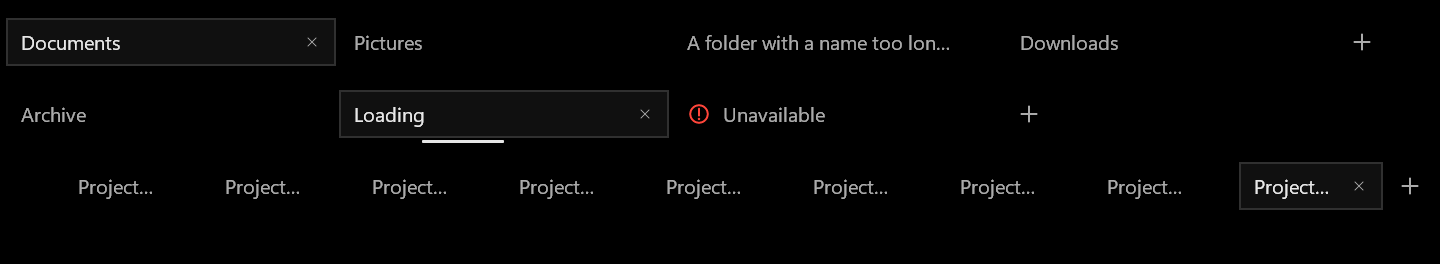 Documents Pictures A folder with a name too lon... Downloads
Archive Loading Unavailable
Project... Project... Project... Project... Project... Project... Project... Project... Project...